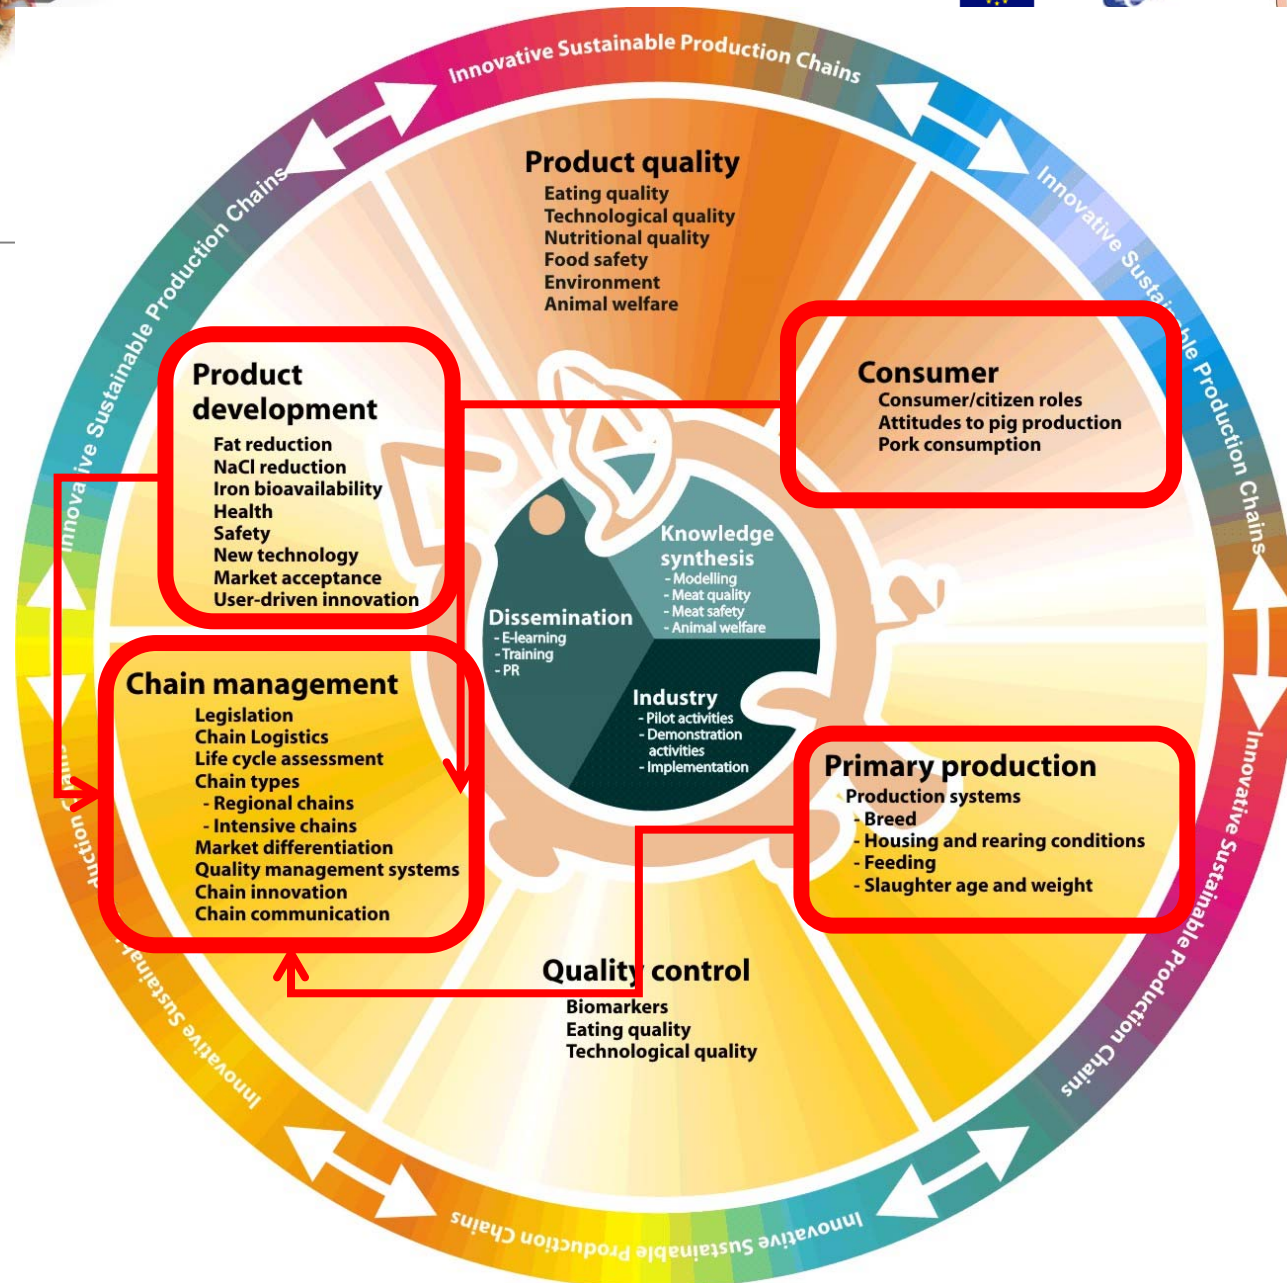 Innovative Sustainable Production Chains
Innovative Sustainable Production Chains
Innovative Sustainable Production Chains
Product quality
Eating quality
Technological quality
Nutritional quality
Food safety
Environment
Animal welfare
Consumer
Consumer/citizen roles
Attitudes to pig production
Pork consumption
Product
development
Fat reduction
NaCl reduction
Iron bioavailability
Health
Safety
New technology
Market acceptance
User-driven innovation
Knowledge
synthesis
- Modelling
- Meat quality
- Meat safety
- Animal welfare
Dissemination
- E-learning
- Training
- PR
Industry
- Pilot activities
- Demonstration
activities
- Implementation
Chain management
Legislation
Chain Logistics
Life cycle assessment
Chain types
- Regional chains
- Intensive chains
Market differentiation
Quality management systems
Chain innovation
Chain communication
Primary production
Production systems
- Breed
- Housing and rearing conditions
- Feeding
- Slaughter age and weight
Quality control
Biomarkers
Eating quality
Technological quality
Innovative Sustainable Production Chains
Innovative Sustainable Production Chains
Innovative